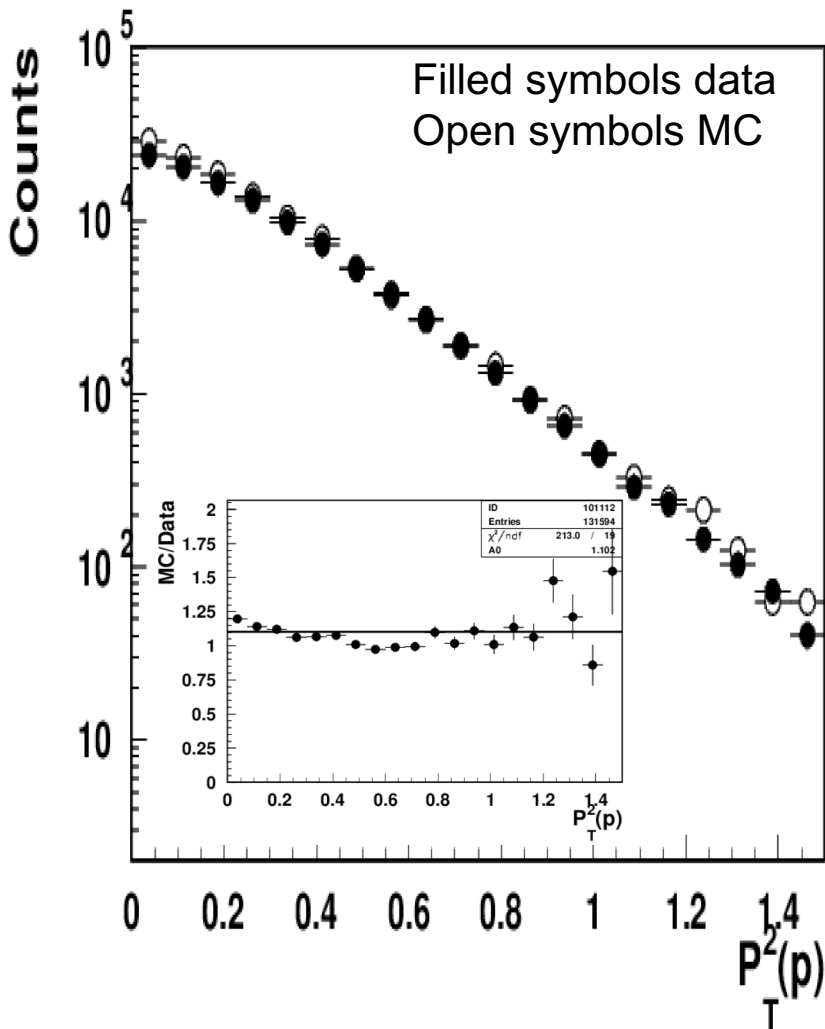 Filled symbols data
Open symbols MC
Counts
10^5
10^4
10^3
10^2
10
0 0.2 0.4 0.6 0.8 1 1.2 1.4
P_T^2(p)
MC/Data
2
1.75
1.5
1.25
1
0.75
0.5
0.25
0
0 0.2 0.4 0.6 0.8 1 1.2 1.4
P_T^2(p)
ID 101112
Entries 131594
χ²/ndf 213.0 / 19
A0 1.102